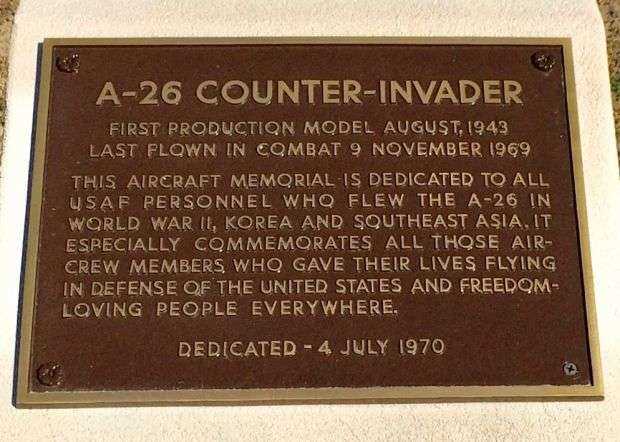 A-26 COUNTER-INVADER
FIRST PRODUCTION MODEL AUGUST, 1943
LAST FLOWN IN COMBAT 9 NOVEMBER 1969
THIS AIRCRAFT MEMORIAL IS DEDICATED TO ALL
USAF PERSONNEL WHO FLEW THE A-26 IN
WORLD WAR II, KOREA AND SOUTHEAST ASIA. IT
ESPECIALLY COMMEMORATES ALL THOSE AIR-
CREW MEMBERS WHO GAVE THEIR LIVES FLYING
IN DEFENSE OF THE UNITED STATES AND FREEDOM-
LOVING PEOPLE EVERYWHERE.
DEDICATED - 4 JULY 1970